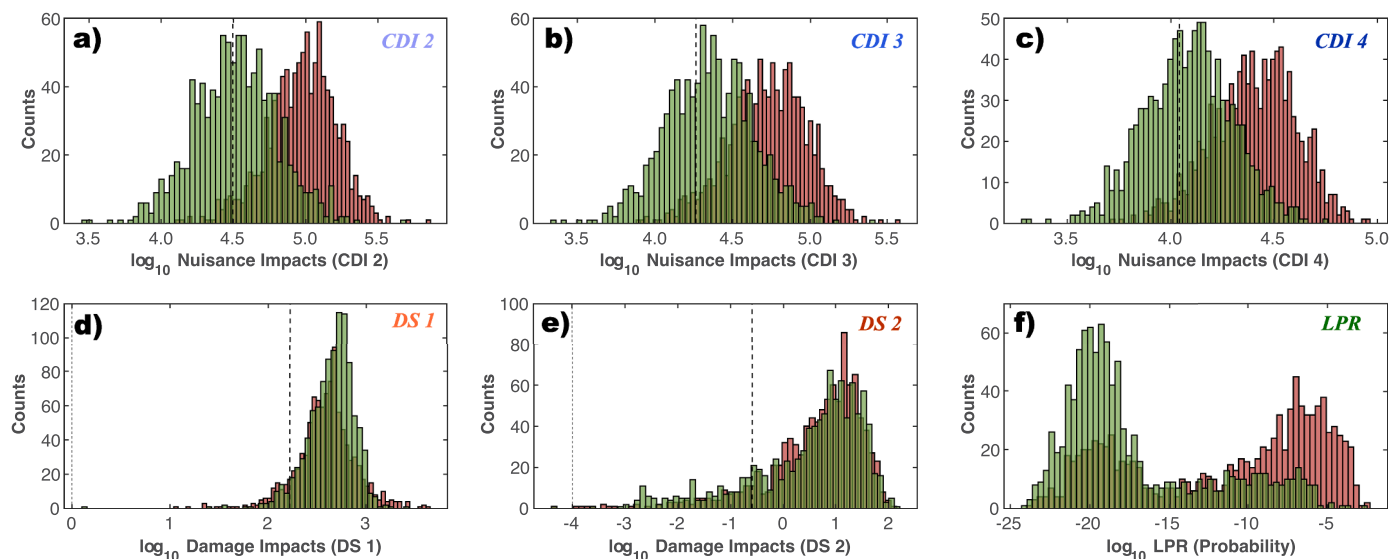 a)
CDI 2
60
40
20
0
Counts
3.5 4.0 4.5 5.0 5.5
log10 Nuisance Impacts (CDI 2)
b)
CDI 3
60
40
20
0
Counts
3.5 4.0 4.5 5.0 5.5
log10 Nuisance Impacts (CDI 3)
c)
CDI 4
50
40
30
20
10
0
Counts
3.5 4.0 4.5 5.0
log10 Nuisance Impacts (CDI 4)
d)
DS 1
120
100
80
60
40
20
0
Counts
0 1 2 3
log10 Damage Impacts (DS 1)
e)
DS 2
100
80
60
40
20
0
Counts
-4 -3 -2 -1 0 1 2
log10 Damage Impacts (DS 2)
f)
LPR
60
40
20
0
Counts
-25 -20 -15 -10 -5
log10 LPR (Probability)